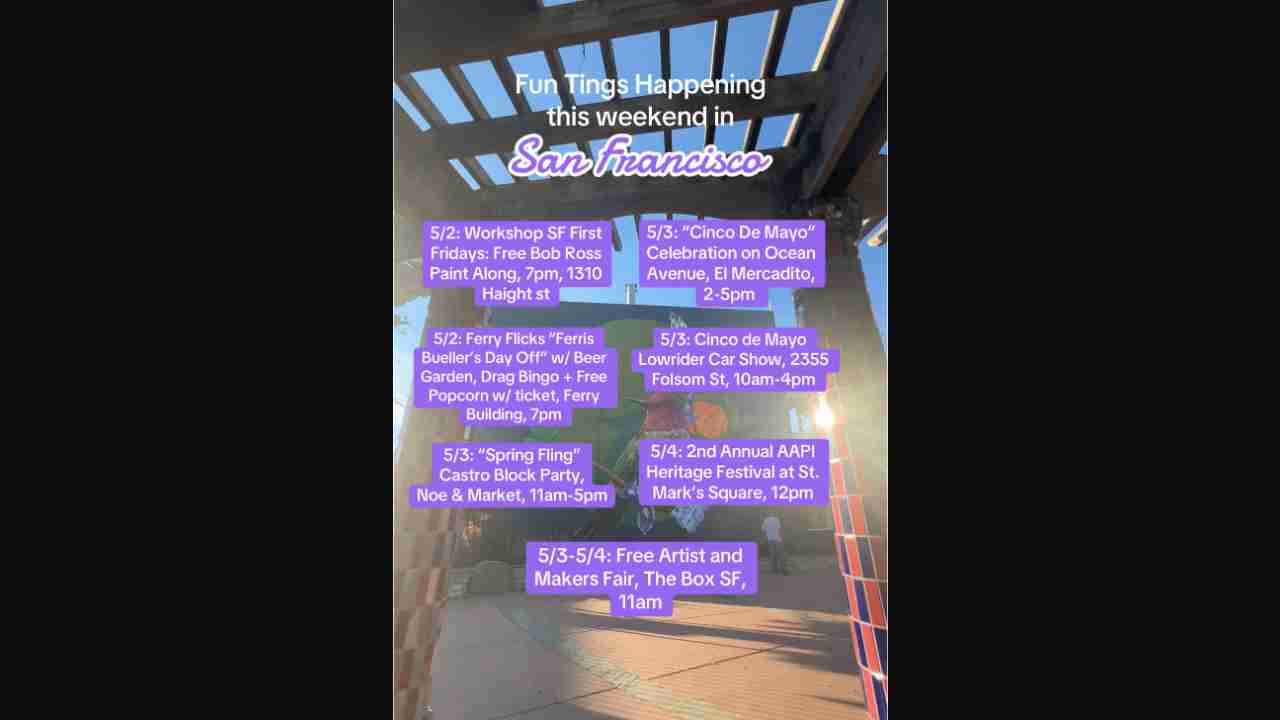 Fun Tings Happening
this weekend in
San Francisco
5/2: Workshop SF First
Fridays: Free Bob Ross
Paint Along, 7pm, 1310
Haight st
5/3: “Cinco De Mayo”
Celebration on Ocean
Avenue, El Mercadito,
2-5pm
5/2: Ferry Flicks “Ferris
Bueller’s Day Off” w/ Beer
Garden, Drag Bingo + Free
Popcorn w/ ticket, Ferry
Building, 7pm
5/3: Cinco de Mayo
Lowrider Car Show, 2355
Folsom St, 10am-4pm
5/3: “Spring Fling”
Castro Block Party,
Noe & Market, 11am-5pm
5/4: 2nd Annual AAPI
Heritage Festival at St.
Mark’s Square, 12pm
5/3-5/4: Free Artist and
Makers Fair, The Box SF,
11am